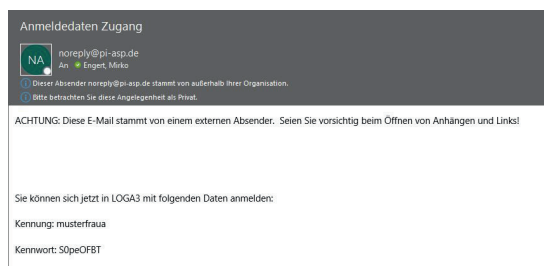 Anmeldedaten Zugang
NA
noreply@pi-asp.de
An Engert, Mirko
Dieser Absender noreply@pi-asp.de stammt von außerhalb Ihrer Organisation.
Bitte betrachten Sie diese Angelegenheit als Privat.
ACHTUNG: Diese E-Mail stammt von einem externen Absender. Seien Sie vorsichtig beim Öffnen von Anhängen und Links!
Sie können sich jetzt in LOGA3 mit folgenden Daten anmelden:
Kennung: musterfraua
Kennwort: S0peOFBT